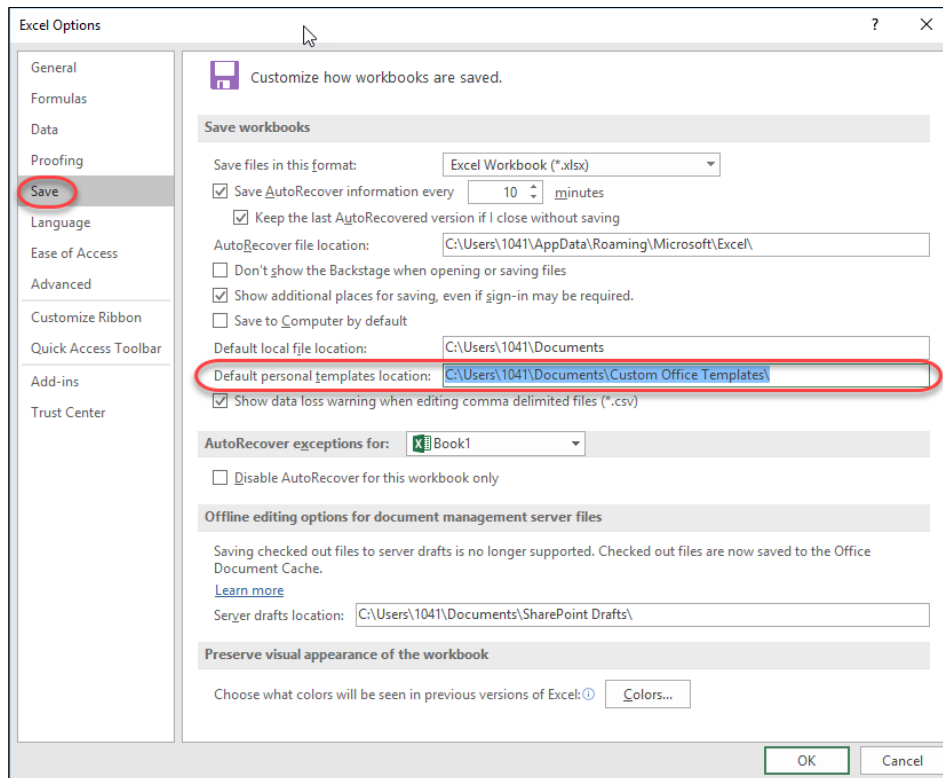 Excel Options
?
General
Formulas
Data
Proofing
Save
Language
Ease of Access
Advanced
Customize Ribbon
Quick Access Toolbar
Add-ins
Trust Center
Customize how workbooks are saved.
Save workbooks
Save files in this format: Excel Workbook (*.xlsx)
Save AutoRecover information every 10 minutes
Keep the last AutoRecovered version if I close without saving
AutoRecover file location: C:\Users\1041\AppData\Roaming\Microsoft\Excel\
Don't show the Backstage when opening or saving files
Show additional places for saving, even if sign-in may be required.
Save to Computer by default
Default local file location: C:\Users\1041\Documents
Default personal templates location: C:\Users\1041\Documents\Custom Office Templates\
Show data loss warning when editing comma delimited files (*.csv)
AutoRecover exceptions for: Book1
Disable AutoRecover for this workbook only
Offline editing options for document management server files
Saving checked out files to server drafts is no longer supported. Checked out files are now saved to the Office
Document Cache.
Learn more
Server drafts location: C:\Users\1041\Documents\SharePoint Drafts\
Preserve visual appearance of the workbook
Choose what colors will be seen in previous versions of Excel: Colors...
OK Cancel